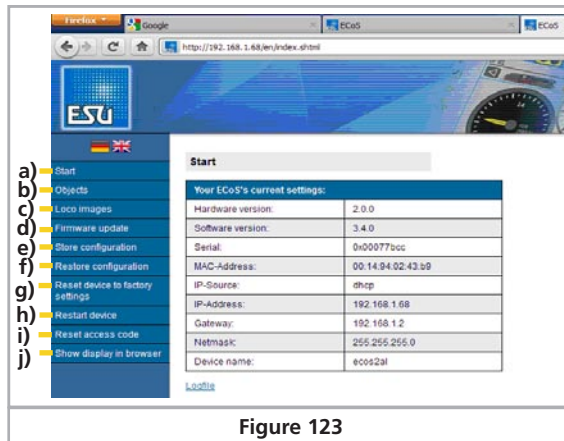 Firefox
Google
ECoS
ECoS
http://192.168.1.68/en/index.shtml
ESU
a) Start
b) Objects
c) Loco images
d) Firmware update
e) Store configuration
f) Restore configuration
g) Reset device to factory
settings
h) Restart device
i) Reset access code
j) Show display in browser
Start
Your ECoS's current settings:
Hardware version: 2.0.0
Software version: 3.4.0
Serial: 0x00077bcc
MAC-Address: 00:14:94:02:43:b9
IP-Source: dhcp
IP-Address: 192.168.1.68
Gateway: 192.168.1.2
Netmask: 255.255.255.0
Device name: ecos2al
Logfile
Figure 123